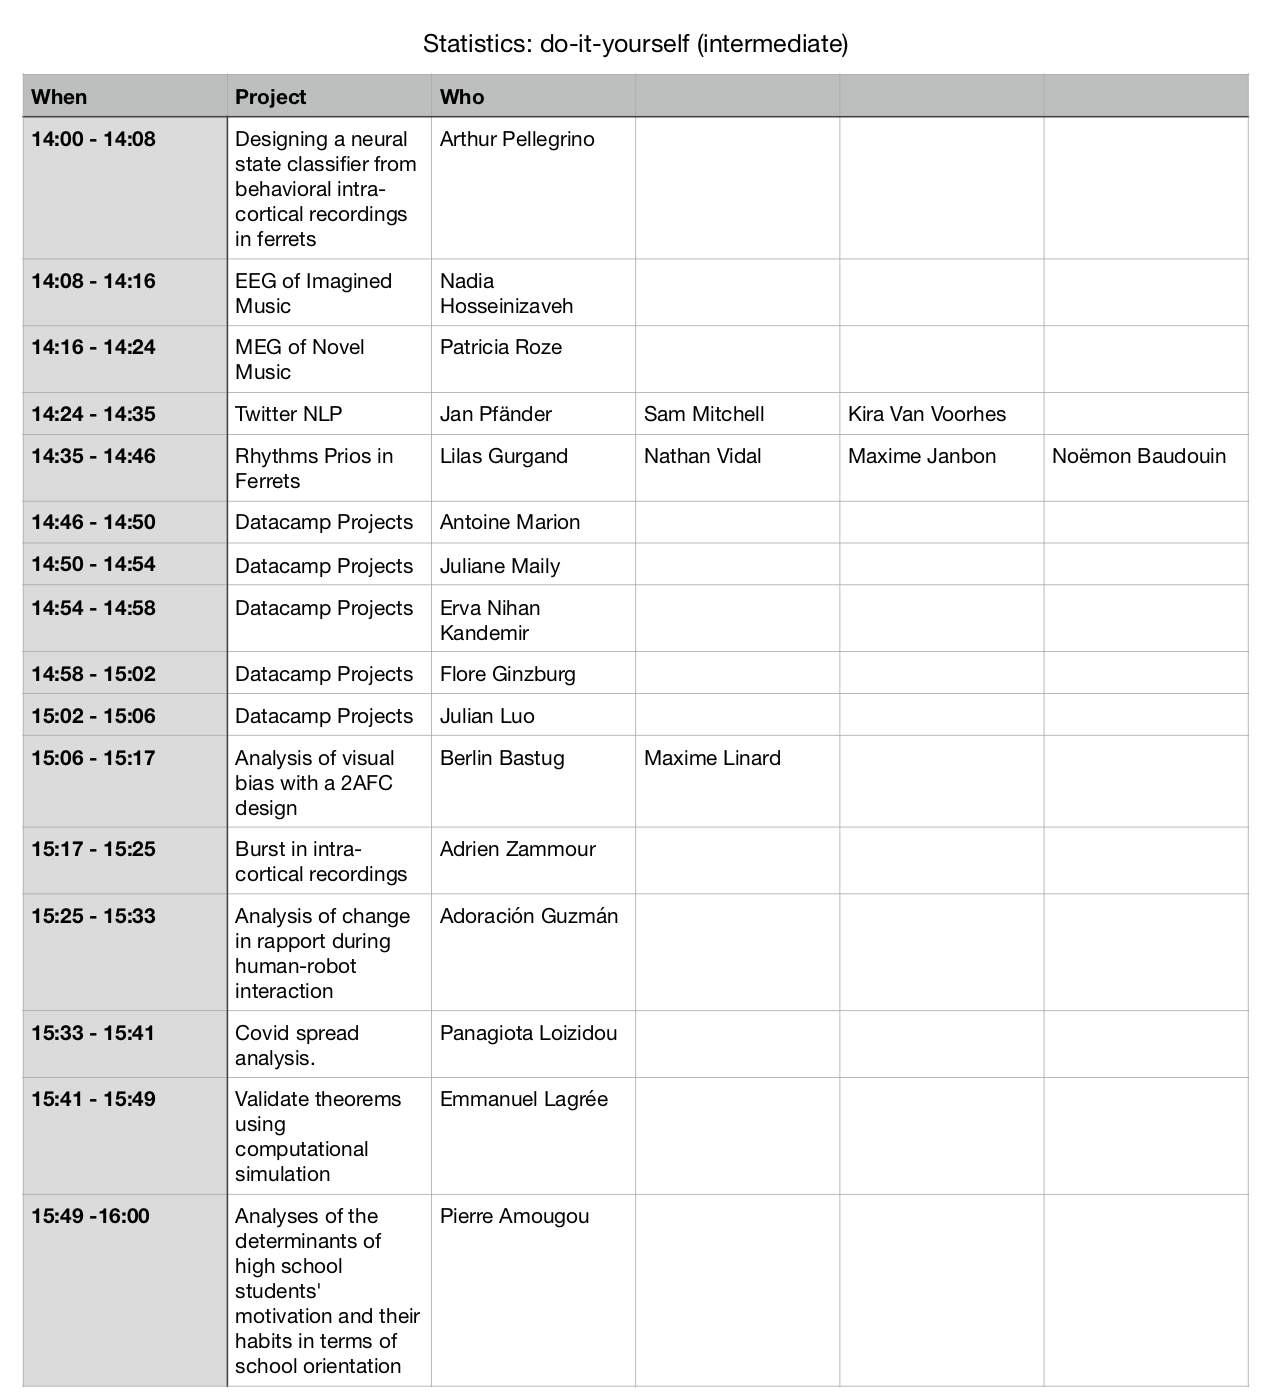 Statistics: do-it-yourself (intermediate)
When Project Who
14:00 - 14:08 Designing a neural Arthur Pellegrino
state classifier from
behavioral intra-
cortical recordings
in ferrets
14:08 - 14:16 EEG of Imagined Nadia
Music Hosseinizaveh
14:16 - 14:24 MEG of Novel Patricia Roze
Music
14:24 - 14:35 Twitter NLP Jan Pfänder Sam Mitchell Kira Van Voorhes
14:35 - 14:46 Rhythms Prios in Lilas Gurgand Nathan Vidal Maxime Janbon Noëmon Baudouin
Ferrets
14:46 - 14:50 Datacamp Projects Antoine Marion
14:50 - 14:54 Datacamp Projects Juliane Maily
14:54 - 14:58 Datacamp Projects Erva Nihan
Kandemir
14:58 - 15:02 Datacamp Projects Flore Ginzburg
15:02 - 15:06 Datacamp Projects Julian Luo
15:06 - 15:17 Analysis of visual Berlin Bastug Maxime Linard
bias with a 2AFC
design
15:17 - 15:25 Burst in intra- Adrien Zammour
cortical recordings
15:25 - 15:33 Analysis of change Adoración Guzmán
in rapport during
human-robot
interaction
15:33 - 15:41 Covid spread Panagiota Loizidou
analysis.
15:41 - 15:49 Validate theorems Emmanuel Lagrée
using
computational
simulation
15:49 -16:00 Analyses of the Pierre Amougou
determinants of
high school
students'
motivation and their
habits in terms of
school orientation